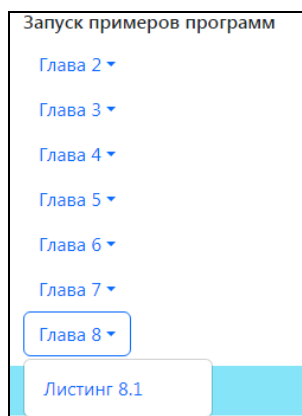 Запуск примеров программ
Глава 2
Глава 3
Глава 4
Глава 5
Глава 6
Глава 7
Глава 8
Листинг 8.1